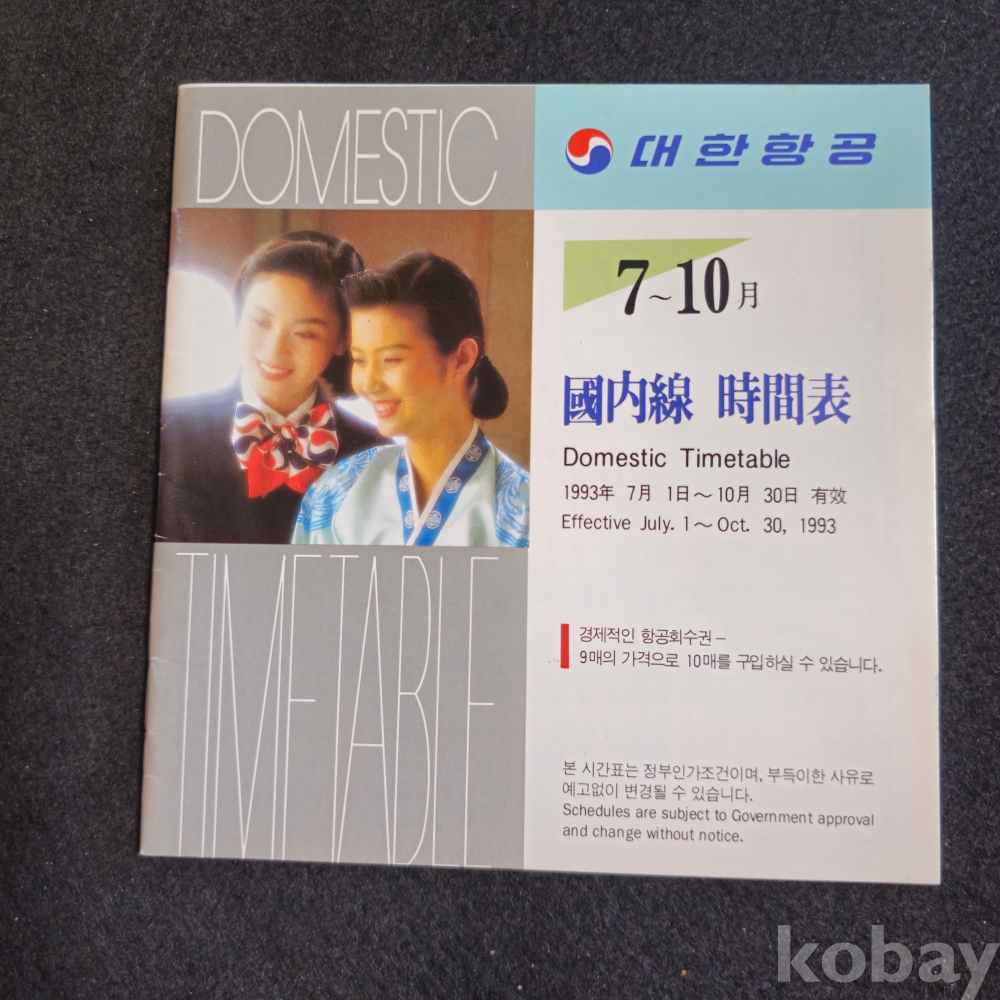 DOMESTIC
대한항공
7~10月
國內線 時間表
Domestic Timetable
1993年 7月 1日~10月 30日 有效
Effective July. 1~Oct. 30, 1993
TIMETABLE
경제적인 항공회수권 –
9매의 가격으로 10매를 구입하실 수 있습니다.
본 시간표는 정부인가조건이며, 부득이한 사유로
예고없이 변경될 수 있습니다.
Schedules are subject to Government approval
and change without notice.
kobay